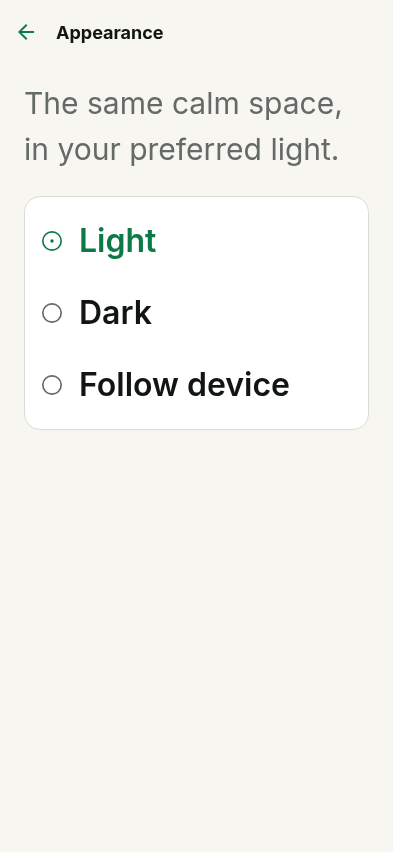 Appearance
The same calm space,
in your preferred light.
Light
Dark
Follow device